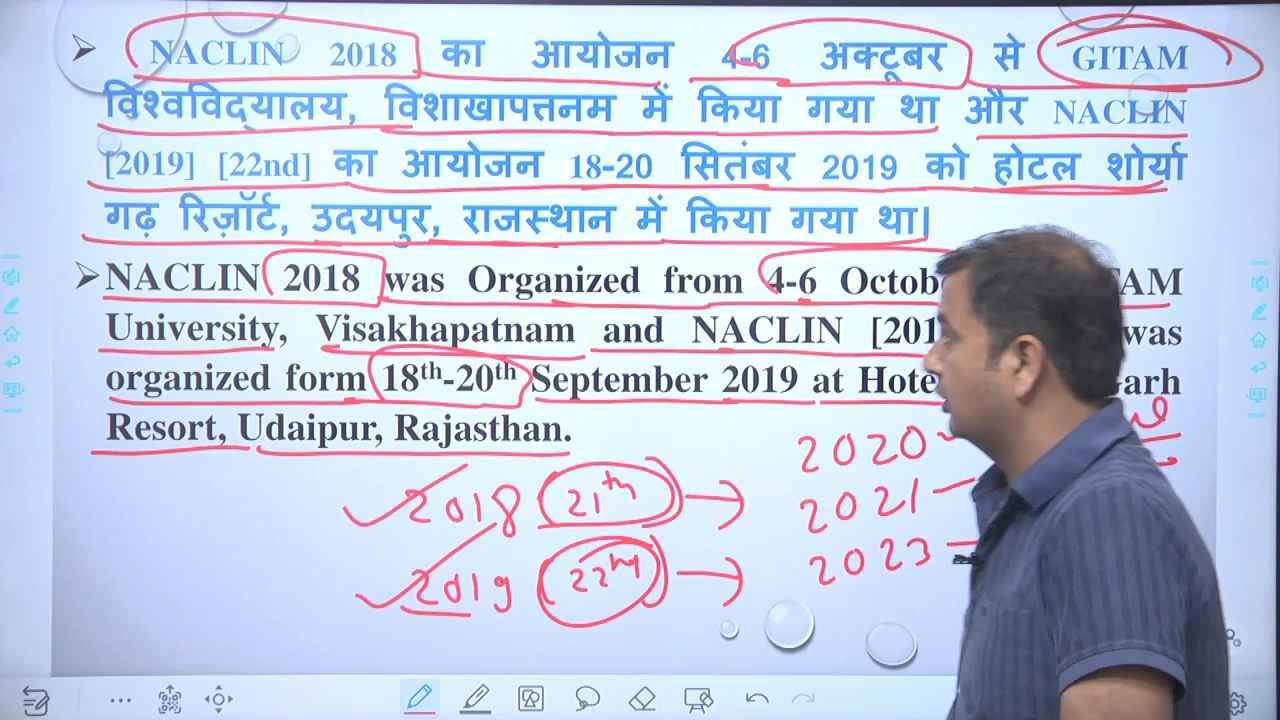 ➢ NACLIN 2018 का आयोजन 4-6 अक्टूबर से GITAM
विश्वविद्यालय, विशाखापत्तनम में किया गया था और NACLIN
[2019] [22nd] का आयोजन 18-20 सितंबर 2019 को होटल शोर्या
गढ़ रिज़ॉर्ट, उदयपुर, राजस्थान में किया गया था।
➢ NACLIN 2018 was Organized from 4-6
University, Visakhapatnam and NACLIN was
organized form 18th-20th September 2019 at
Resort, Udaipur, Rajasthan.
2020
2018 21th → 2021 –
2019 22nd → 2023 –